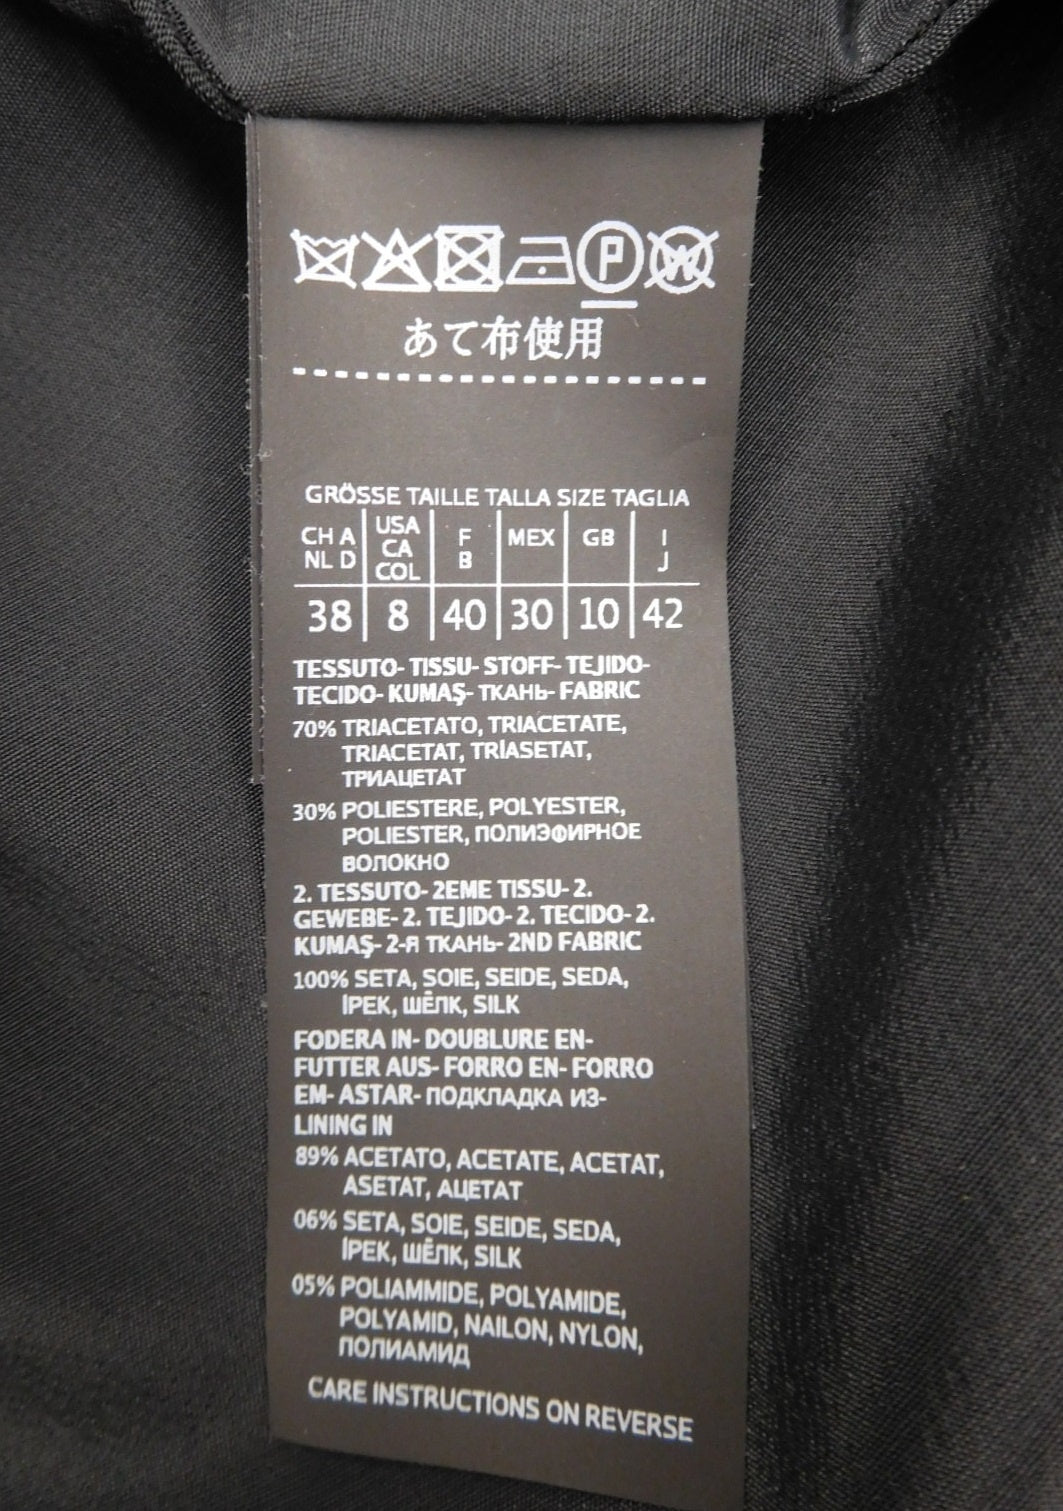 P W
あて布使用
GRÖSSE TAILLE TALLA SIZE TAGLIA
CH A NL D USA CA COL F B MEX GB I J
38 8 40 30 10 42
TESSUTO- TISSU- STOFF- TEJIDO-
TECIDO- KUMAŞ- ТКАНЬ- FABRIC
70% TRIACETATO, TRIACETATE,
TRIACETAT, TRİASETAT,
ТРИАЦЕТАТ
30% POLIESTERE, POLYESTER,
POLIESTER, ПОЛИЭФИРНОЕ
ВОЛОКНО
2. TESSUTO- 2EME TISSU- 2.
GEWEBE- 2. TEJIDO- 2. TECIDO- 2.
KUMAŞ- 2-Я ТКАНЬ- 2ND FABRIC
100% SETA, SOIE, SEIDE, SEDA,
İPEK, ШЁЛК, SILK
FODERA IN- DOUBLURE EN-
FUTTER AUS- FORRO EN- FORRO
EM- ASTAR- ПОДКЛАДКА ИЗ-
LINING IN
89% ACETATO, ACETATE, ACETAT,
ASETAT, АЦЕТАТ
06% SETA, SOIE, SEIDE, SEDA,
İPEK, ШЁЛК, SILK
05% POLIAMMIDE, POLYAMIDE,
POLYAMID, NAILON, NYLON,
ПОЛИАМИД
CARE INSTRUCTIONS ON REVERSE